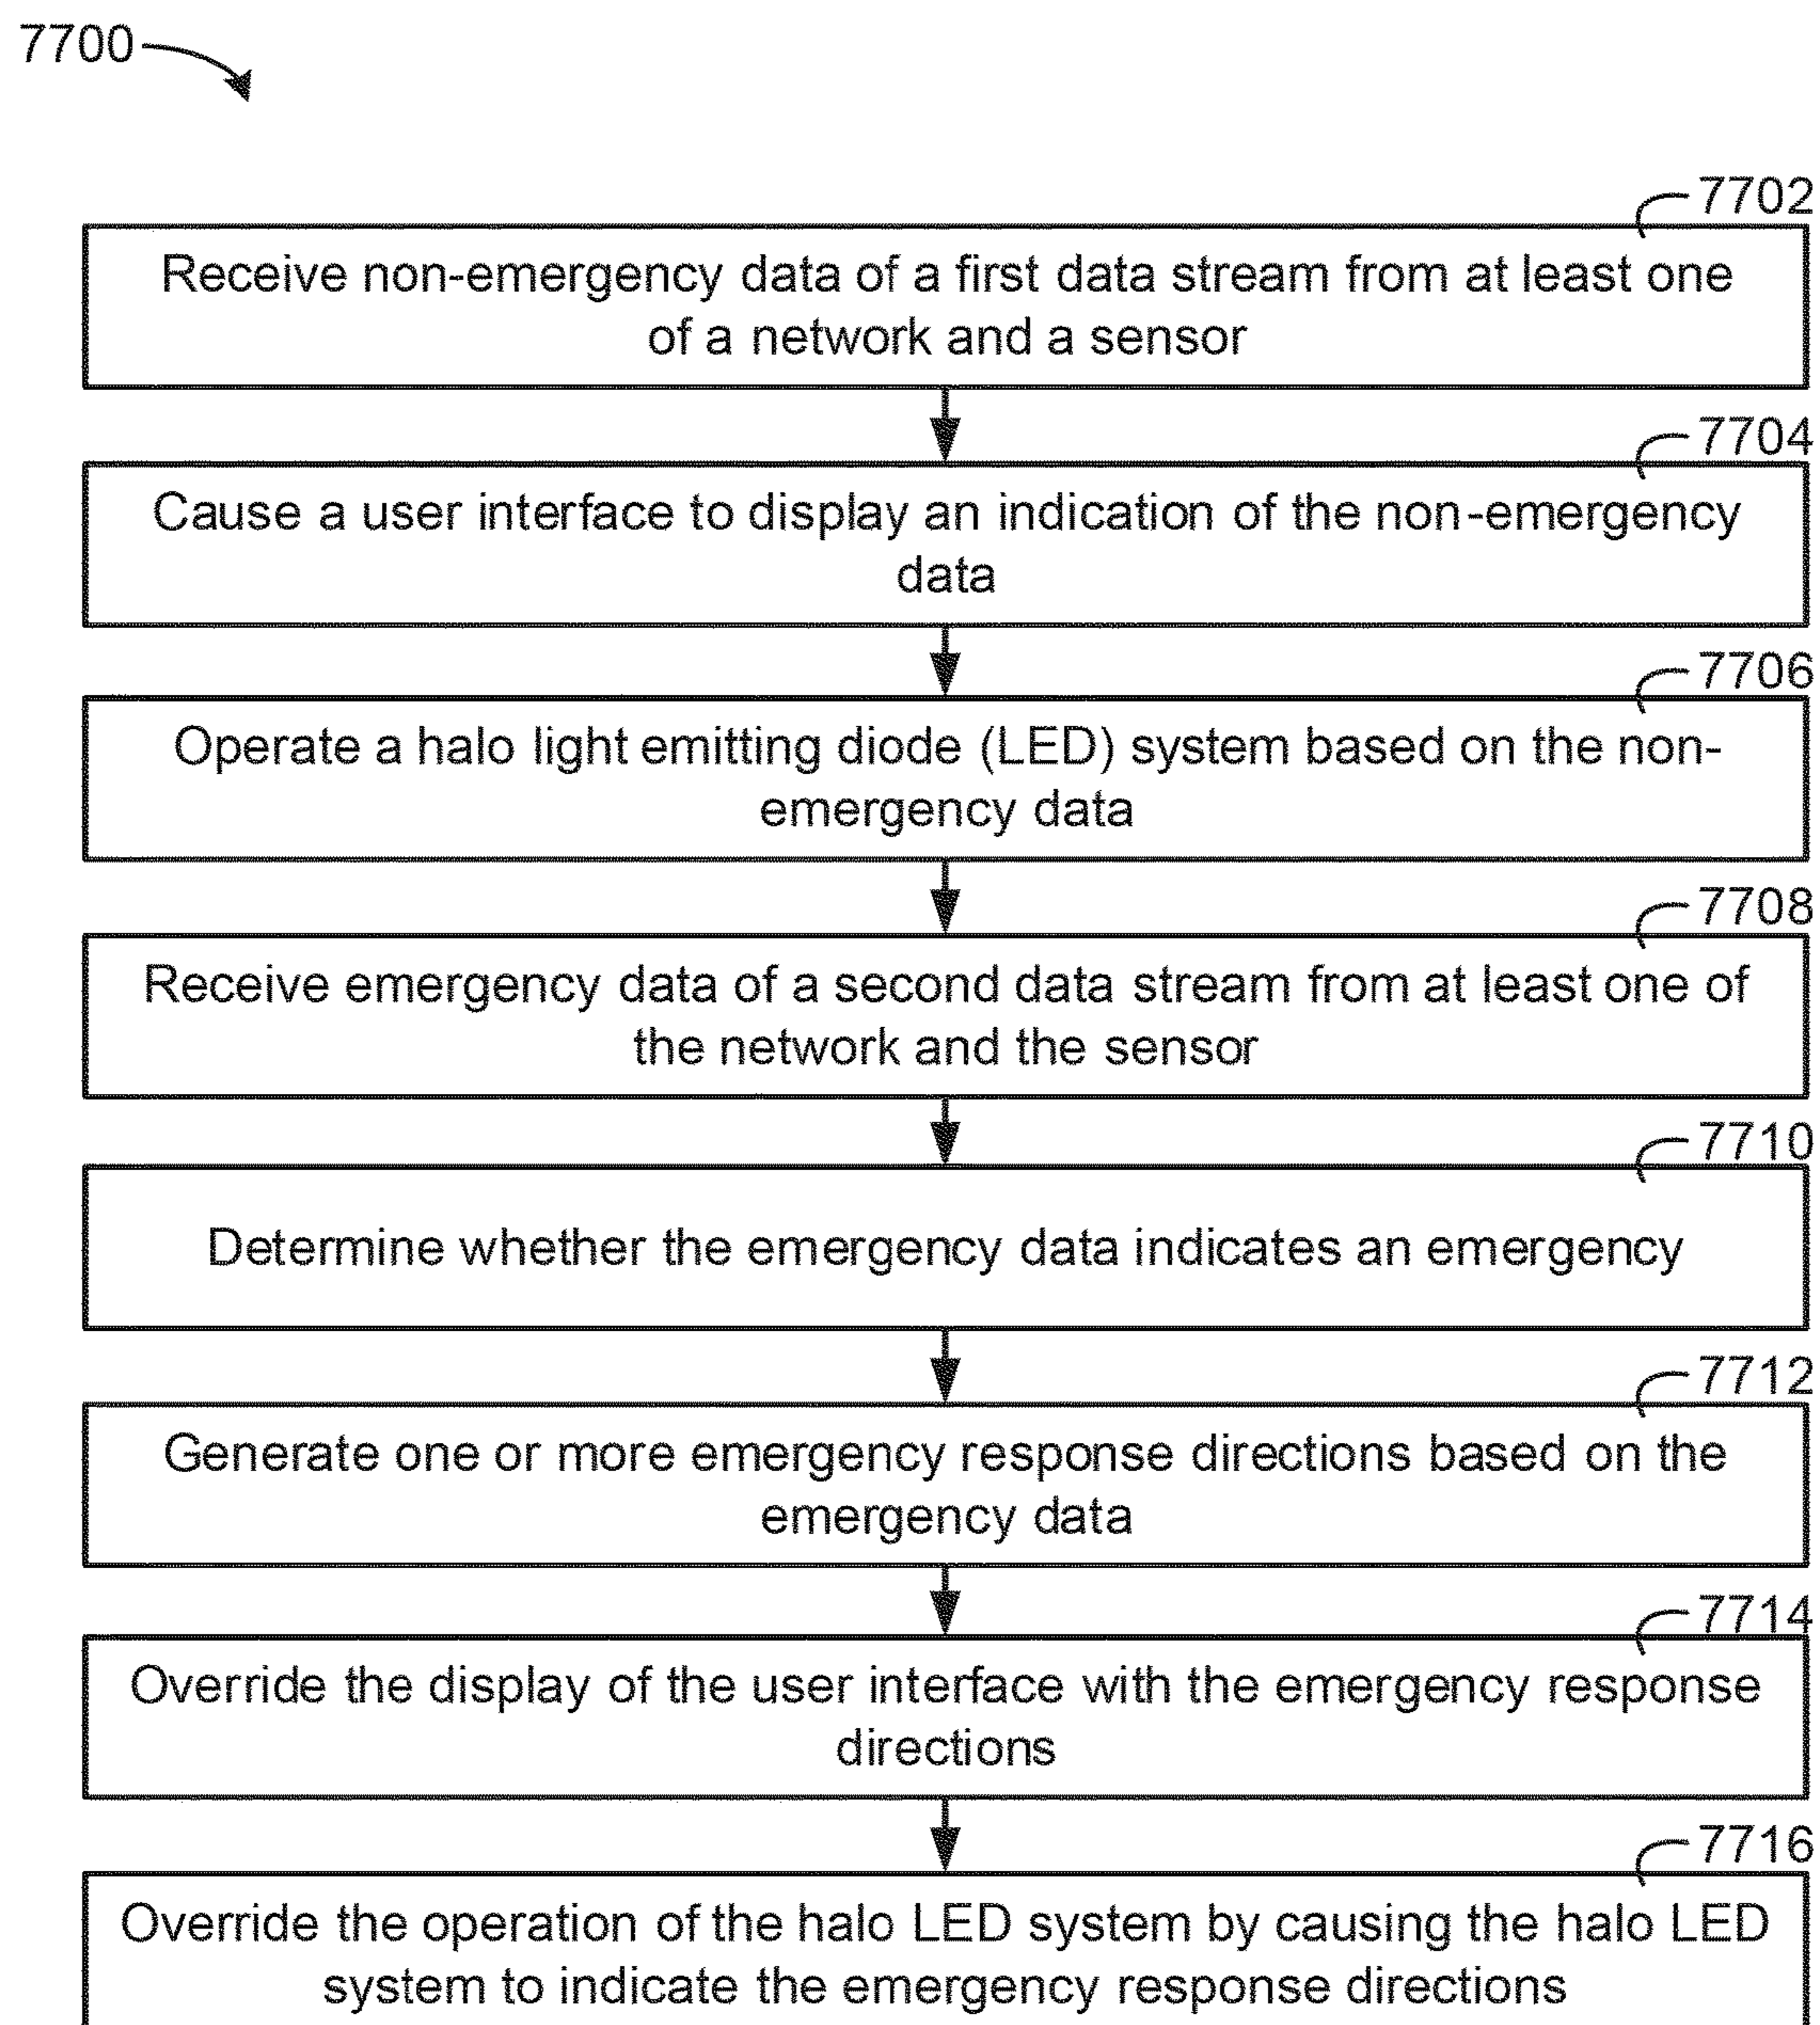 7700
7702
Receive non-emergency data of a first data stream from at least one
of a network and a sensor
7704
Cause a user interface to display an indication of the non-emergency
data
7706
Operate a halo light emitting diode (LED) system based on the non-
emergency data
7708
Receive emergency data of a second data stream from at least one of
the network and the sensor
7710
Determine whether the emergency data indicates an emergency
7712
Generate one or more emergency response directions based on the
emergency data
7714
Override the display of the user interface with the emergency response
directions
7716
Override the operation of the halo LED system by causing the halo LED
system to indicate the emergency response directions